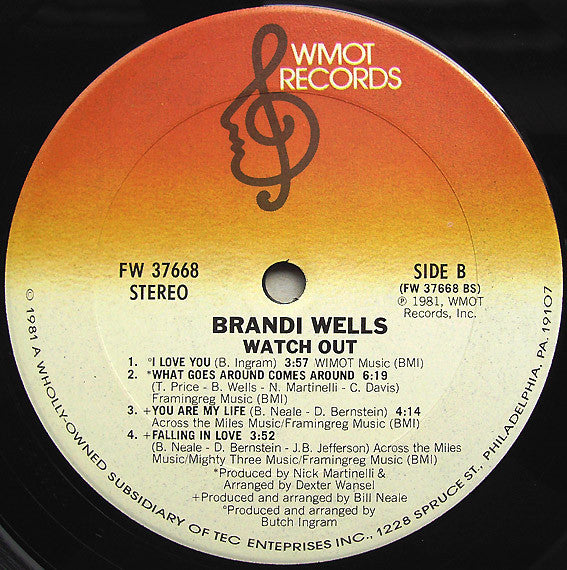 WMOT
RECORDS
FW 37668
STEREO
SIDE B
(FW 37668 BS)
℗ 1981, WMOT
Records, Inc.
BRANDI WELLS
WATCH OUT
1. °I LOVE YOU (B. Ingram) 3:57 WIMOT Music (BMI)
2. *WHAT GOES AROUND COMES AROUND 6:19
(T. Price - B. Wells - N. Martinelli - C. Davis)
Framingreg Music (BMI)
3. +YOU ARE MY LIFE (B. Neale - D. Bernstein) 4:14
Across the Miles Music/Framingreg Music (BMI)
4. +FALLING IN LOVE 3:52
(B. Neale - D. Bernstein - J.B. Jefferson) Across the Miles
Music/Mighty Three Music/Framingreg Music (BMI)
*Produced by Nick Martinelli &
Arranged by Dexter Wansel
+Produced and arranged by Bill Neale
°Produced and arranged by
Butch Ingram
© 1981 A WHOLLY-OWNED SUBSIDIARY OF TEC ENTEPRISES INC., 1228 SPRUCE ST., PHILADELPHIA, PA. 19107